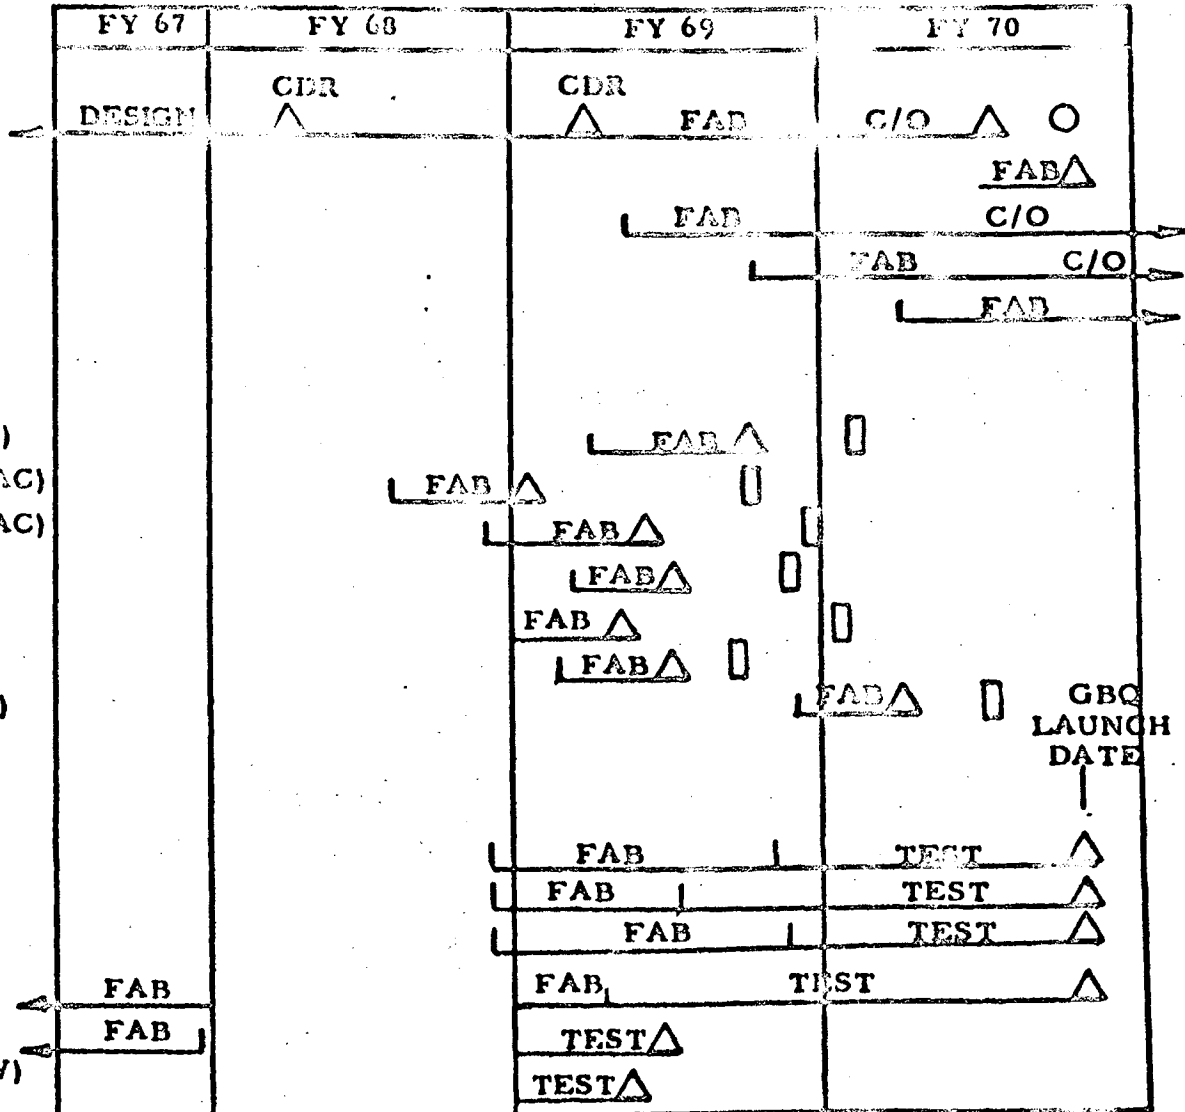 FY 67 FY 68 FY 69 FY 70
CDR CDR
DESIGN FAB C/O
FAB
FAB C/O
FAB C/O
FAB
) FAB
AC) FAB
AC) FAB
FAB
FAB
FAB
) FAB GBQ
LAUNCH
DATE
FAB TEST
FAB TEST
FAB TEST
FAB FAB TEST
FAB TEST
) TEST